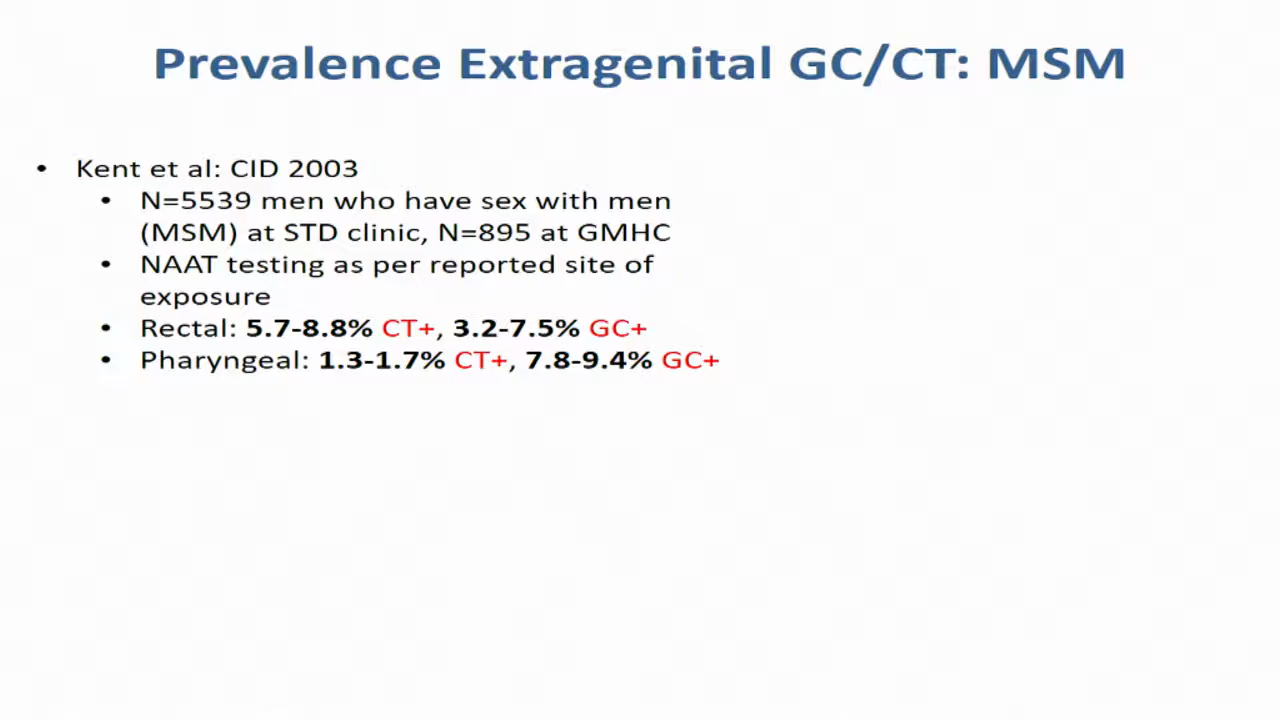 Prevalence Extragenital GC/CT: MSM
• Kent et al: CID 2003
• N=5539 men who have sex with men
(MSM) at STD clinic, N=895 at GMHC
• NAAT testing as per reported site of
exposure
• Rectal: 5.7-8.8% CT+, 3.2-7.5% GC+
• Pharyngeal: 1.3-1.7% CT+, 7.8-9.4% GC+